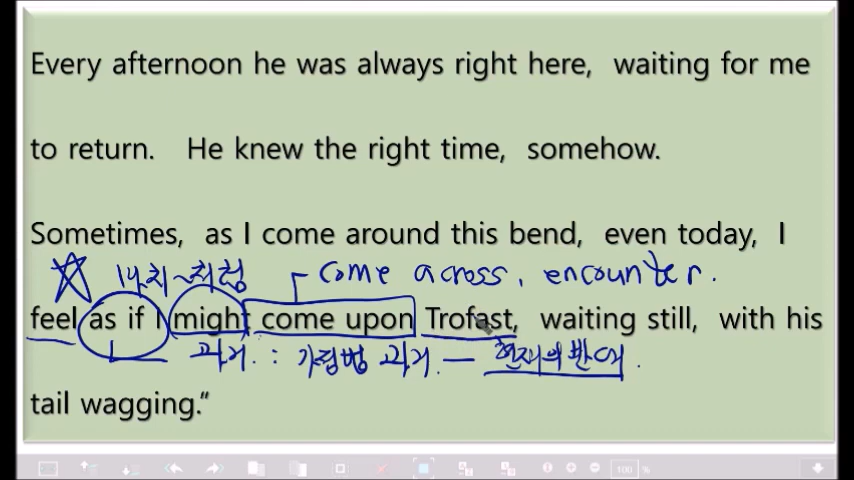 Every afternoon he was always right here, waiting for me
to return. He knew the right time, somehow.
Sometimes, as I come around this bend, even today, I
마치~처럼 come across, encounter.
feel as if I might come upon Trofast, waiting still, with his
과거 : 가정법 과거 — 현재의 반대.
tail wagging."
100 %